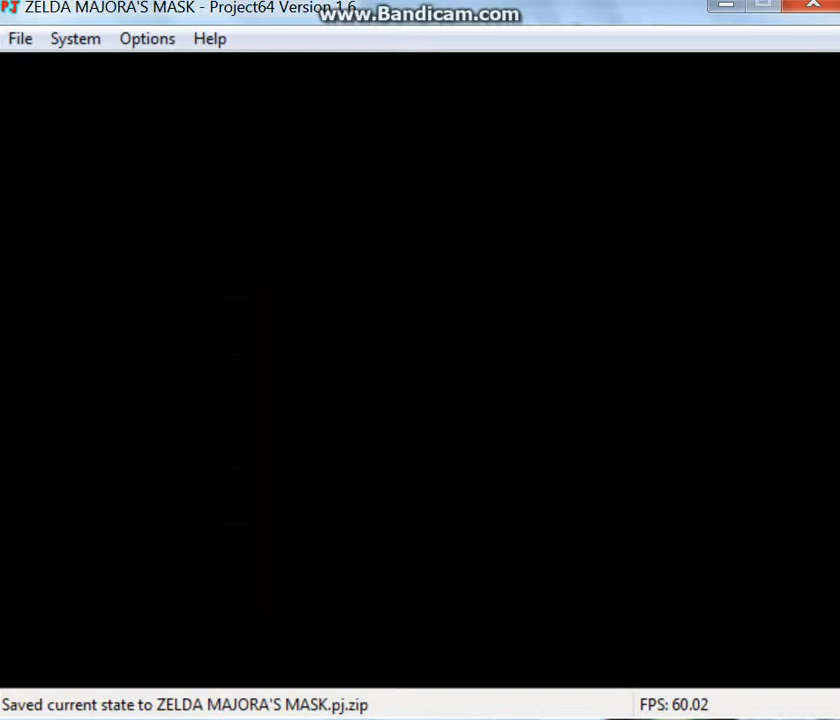 PJ ZELDA MAJORA'S MASK - Project64 Version 1.6
www.Bandicam.com
File System Options Help
Saved current state to ZELDA MAJORA'S MASK.pj.zip FPS: 60.02